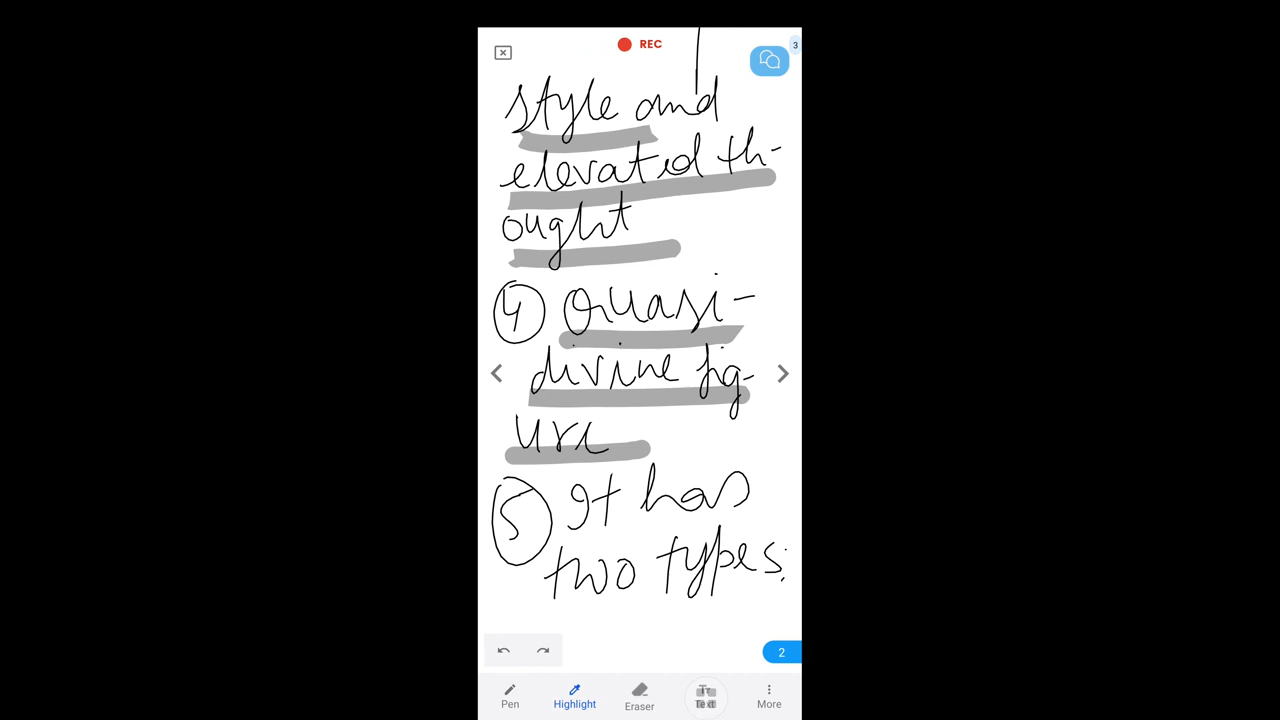 REC
3
style and
elevated th-
ought
4 Quasi-
divine fig-
ure
5 It has
two types:
2
Pen
Highlight
Eraser
Text
More